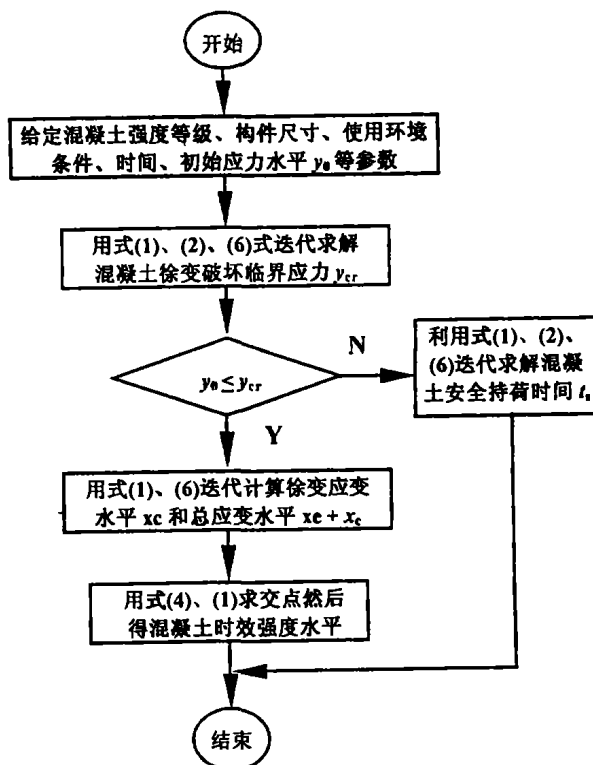 开始
给定混凝土强度等级、构件尺寸、使用环境
条件、时间、初始应力水平 y₀ 等参数
用式(1)、(2)、(6)式迭代求解
混凝土徐变破坏临界应力 y_cr
y₀ ≤ y_cr
N
利用式(1)、(2)、
(6)迭代求解混凝
土安全持荷时间 tₙ
Y
用式(1)、(6)迭代计算徐变应变
水平 xc 和总应变水平 xe + x_c
用式(4)、(1)求交点然后
得混凝土时效强度水平
结束